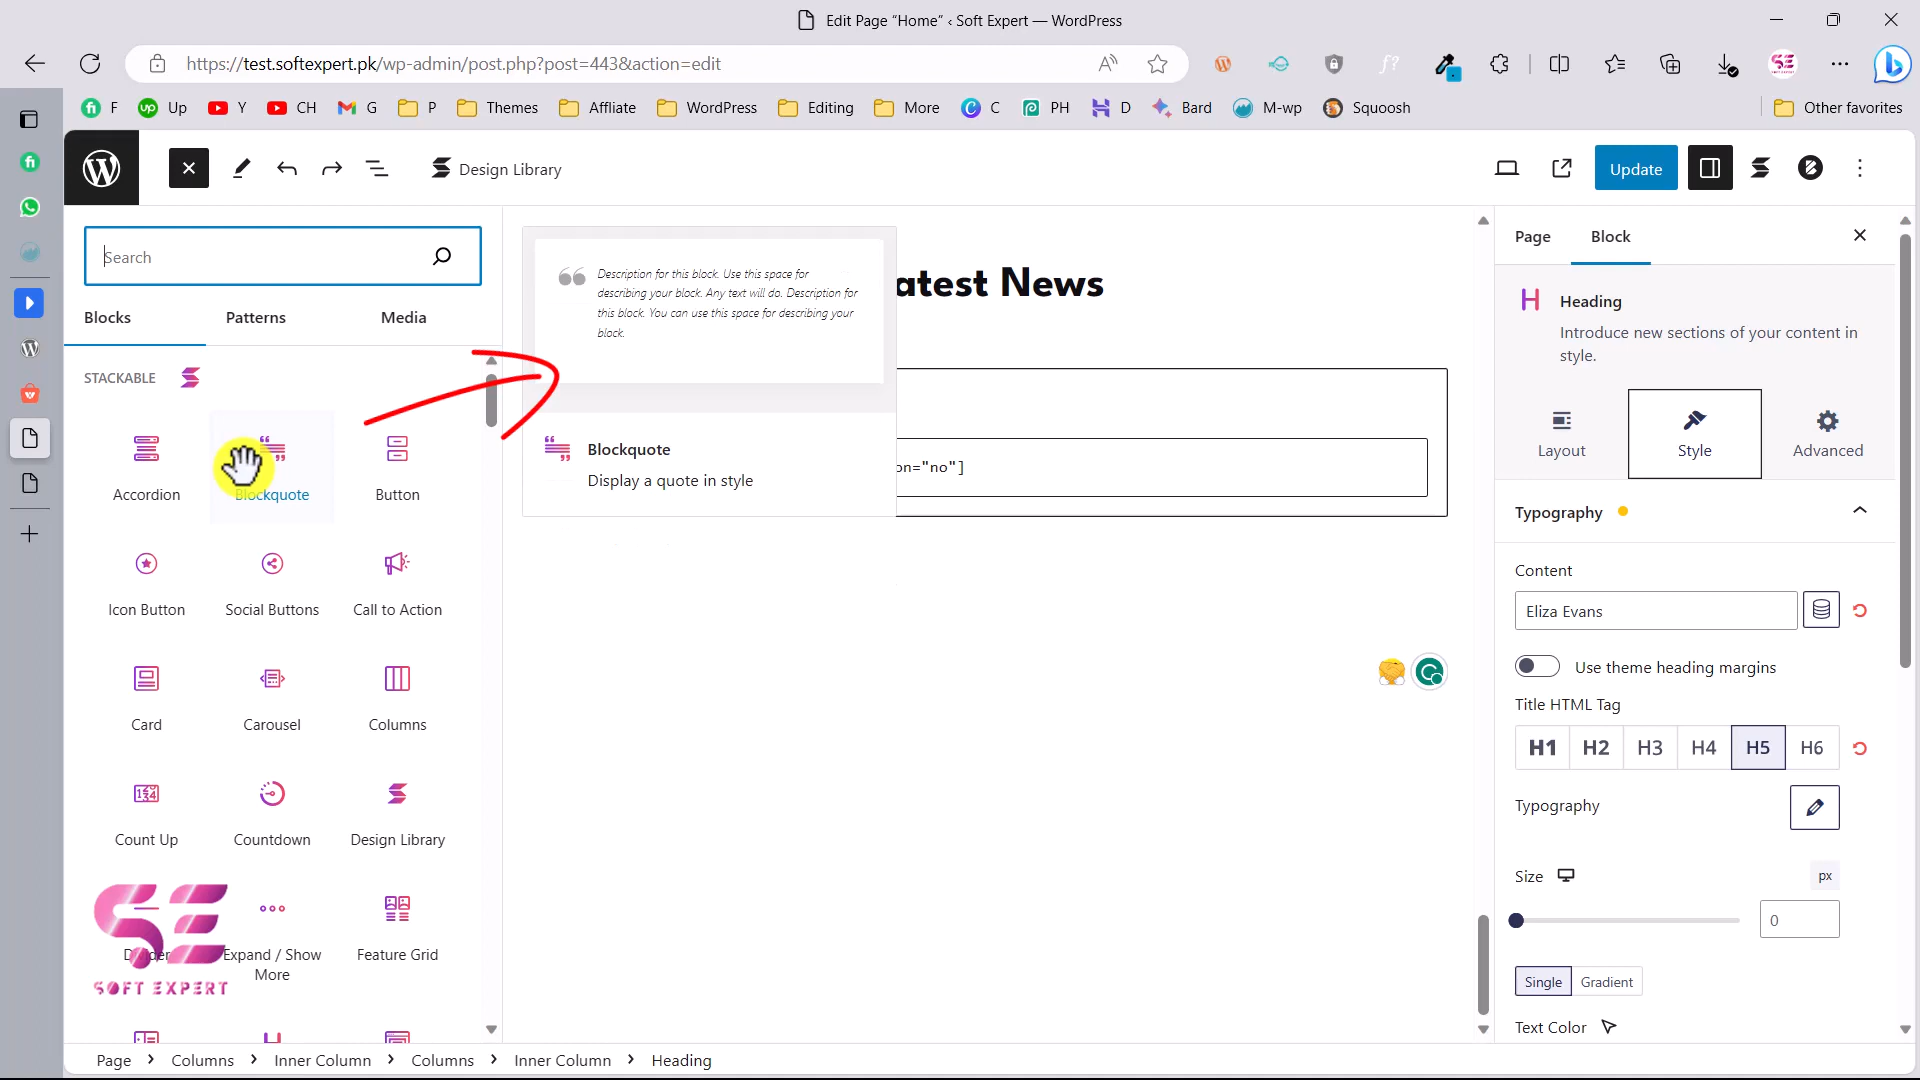 Edit Page “Home” ‹ Soft Expert — WordPress
https://test.softexpert.pk/wp-admin/post.php?post=443&action=edit
F
Up
Y
CH
G
P
Themes
Affliate
WordPress
Editing
More
C
PH
D
Bard
M-wp
Squoosh
Other favorites
Design Library
Update
Search
Blocks
Patterns
Media
STACKABLE
Accordion
Blockquote
Button
Icon Button
Social Buttons
Call to Action
Card
Carousel
Columns
Count Up
Countdown
Design Library
Expand / Show
More
Feature Grid
SOFT EXPERT
Description for this block. Use this space for
describing your block. Any text will do. Description for
this block. You can use this space for describing your
block.
Blockquote
Display a quote in style
atest News
on="no"]
Page
Block
Heading
Introduce new sections of your content in
style.
Layout
Style
Advanced
Typography
Content
Eliza Evans
Use theme heading margins
Title HTML Tag
H1
H2
H3
H4
H5
H6
Typography
Size
px
0
Single
Gradient
Text Color
Page
Columns
Inner Column
Columns
Inner Column
Heading